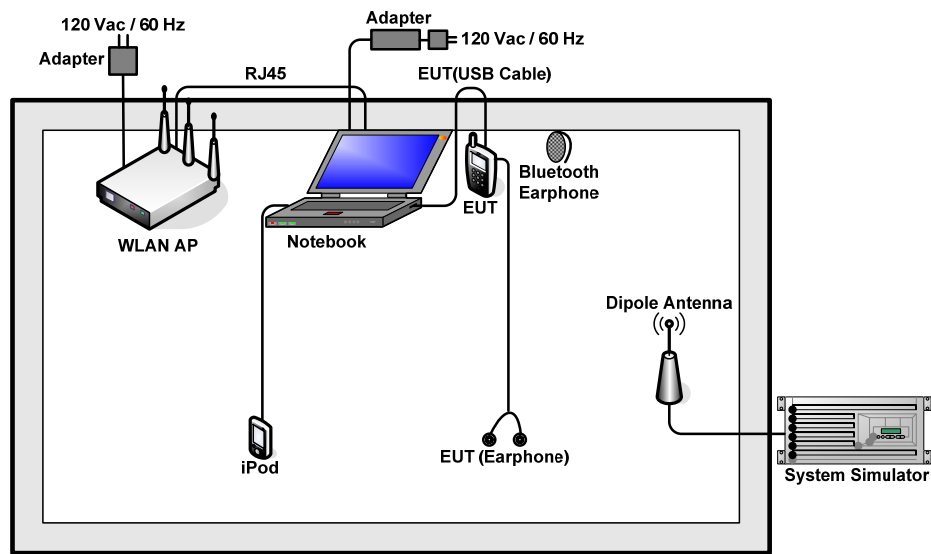 Adapter
120 Vac / 60 Hz
120 Vac / 60 Hz
Adapter
RJ45
EUT(USB Cable)
Bluetooth
Earphone
EUT
WLAN AP
Notebook
Dipole Antenna
iPod
EUT (Earphone)
System Simulator